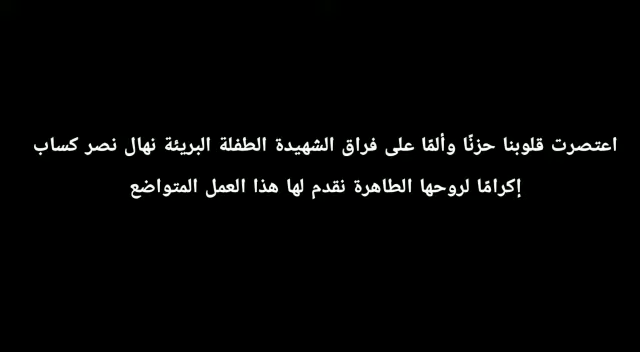 اعتصرت قلوبنا حزنًا وألمًا على فراق الشهيدة الطفلة البريئة نهال نصر كساب
إكرامًا لروحها الطاهرة نقدم لها هذا العمل المتواضع